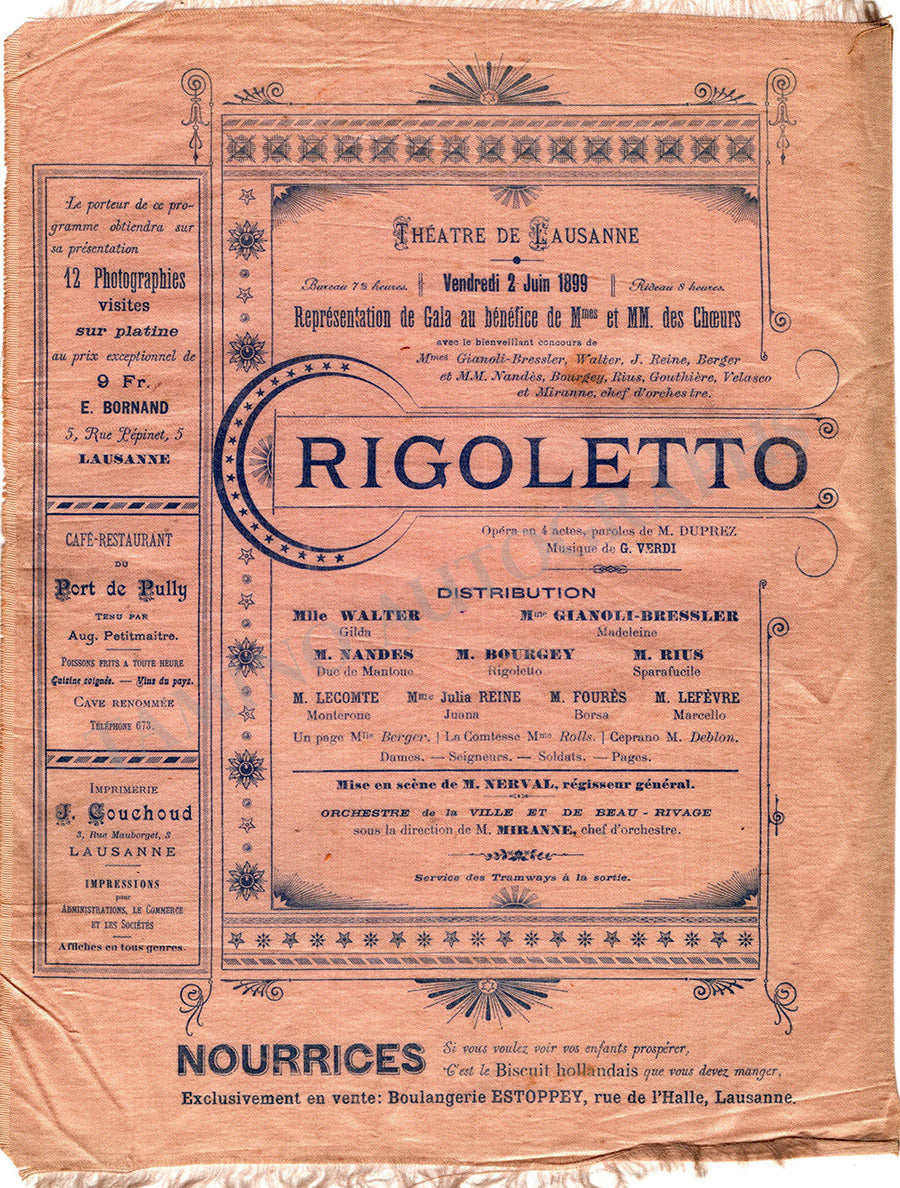 THÉATRE DE LAUSANNE
Bureau 7 ½ heures. Vendredi 2 Juin 1899 Rideau 8 heures.
Représentation de Gala au bénéfice de Mmes et MM. des Chœurs
avec le bienveillant concours de
Mmes Gianoli-Bressler, Walter, J. Reine, Berger
et MM. Nandès, Bourgey, Rius, Gouthière, Velasco
et Miranne, chef d'orchestre.
RIGOLETTO
Opéra en 4 actes, paroles de M. DUPREZ
Musique de G. VERDI
DISTRIBUTION
Mlle WALTER Mme GIANOLI-BRESSLER
Gilda Madeleine
M. NANDES M. BOURGEY M. RIUS
Duc de Mantoue Rigoletto Sparafucile
M. LECOMTE Mme Julia REINE M. FOURÈS M. LEFÈVRE
Monterone Juana Borsa Marcello
Un page Mlle Berger. | La Comtesse Mme Rolls. | Ceprano M. Deblon.
Dames. — Seigneurs. — Soldats. — Pages.
Mise en scène de M. NERVAL, régisseur général.
ORCHESTRE de la VILLE ET DE BEAU-RIVAGE
sous la direction de M. MIRANNE, chef d'orchestre.
Service des Tramways à la sortie.
Le porteur de ce pro-
gramme obtiendra sur
sa présentation
12 Photographies
visites
sur platine
au prix exceptionnel de
9 Fr.
E. BORNAND
5, Rue Pépinet, 5
LAUSANNE
CAFÉ-RESTAURANT
DU
Port de Pully
TENU PAR
Aug. Petitmaitre.
POISSONS FRITS A TOUTE HEURE
Cuisine soignée. — Vins du pays.
CAVE RENOMMÉE
TÉLÉPHONE 673.
IMPRIMERIE
J. Couchoud
3, Rue Mauborget, 3
LAUSANNE
IMPRESSIONS
pour
ADMINISTRATIONS, LE COMMERCE
ET LES SOCIÉTÉS
Affiches en tous genres.
NOURRICES
Si vous voulez voir vos enfants prospérer,
C'est le Biscuit hollandais que vous devez manger,
Exclusivement en vente: Boulangerie ESTOPPEY, rue de l'Halle, Lausanne.
TAMINO AUTOGRAPHS